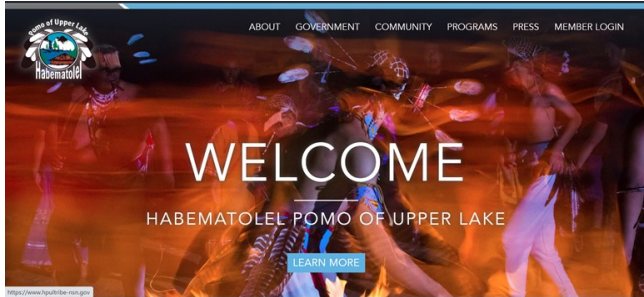 Pomo of Upper Lake
Habematolel
ABOUT GOVERNMENT COMMUNITY PROGRAMS PRESS MEMBER LOGIN
WELCOME
HABEMATOLEL POMO OF UPPER LAKE
LEARN MORE
https://www.hpultribe-nsn.gov